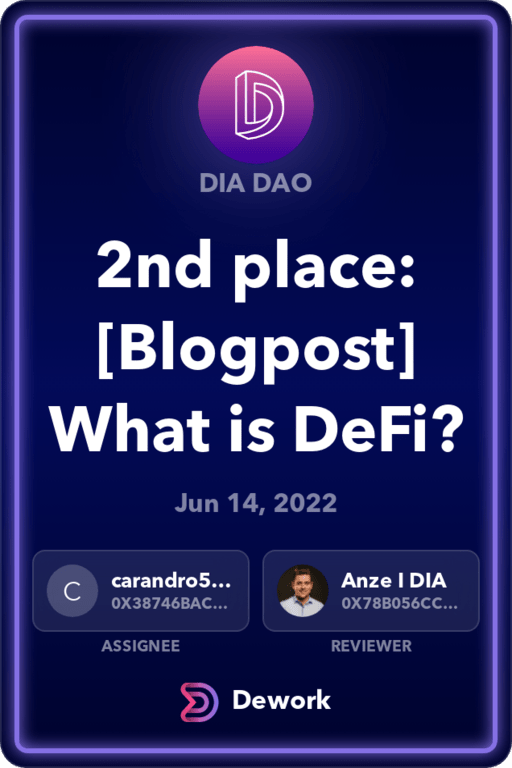 DIA DAO
2nd place:
[Blogpost]
What is DeFi?
Jun 14, 2022
C
carandro5...
0X38746BAC...
ASSIGNEE
Anze I DIA
0X78B056CC...
REVIEWER
Dework